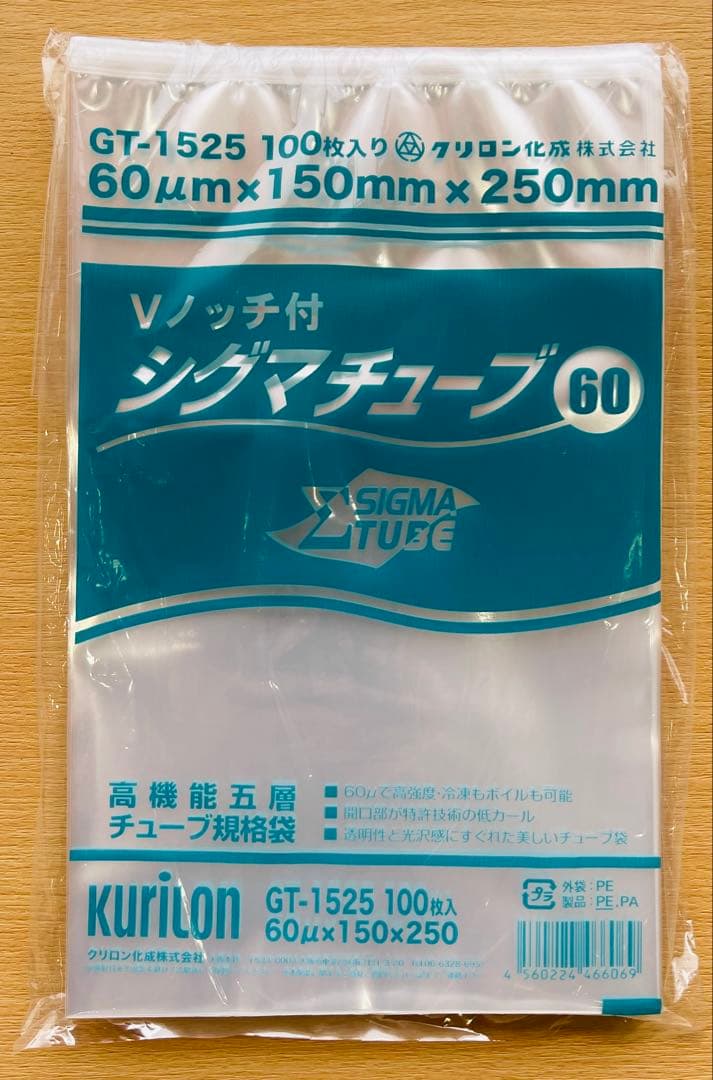 GT-1525 100枚入り クリロン化成株式会社
60μm×150mm×250mm
Vノッチ付
シグマチューブ60
ΣSIGMA
TUBE
高機能五層
チューブ規格袋
■60μで高強度・冷凍もボイルも可能
■開口部が特許技術の低カール
■透明性と光沢感にすぐれた美しいチューブ袋
Kurilon
GT-1525 100枚入
60μ×150×250
プラ
外袋:PE
製品:PE,PA
クリロン化成株式会社
4 560224 466069